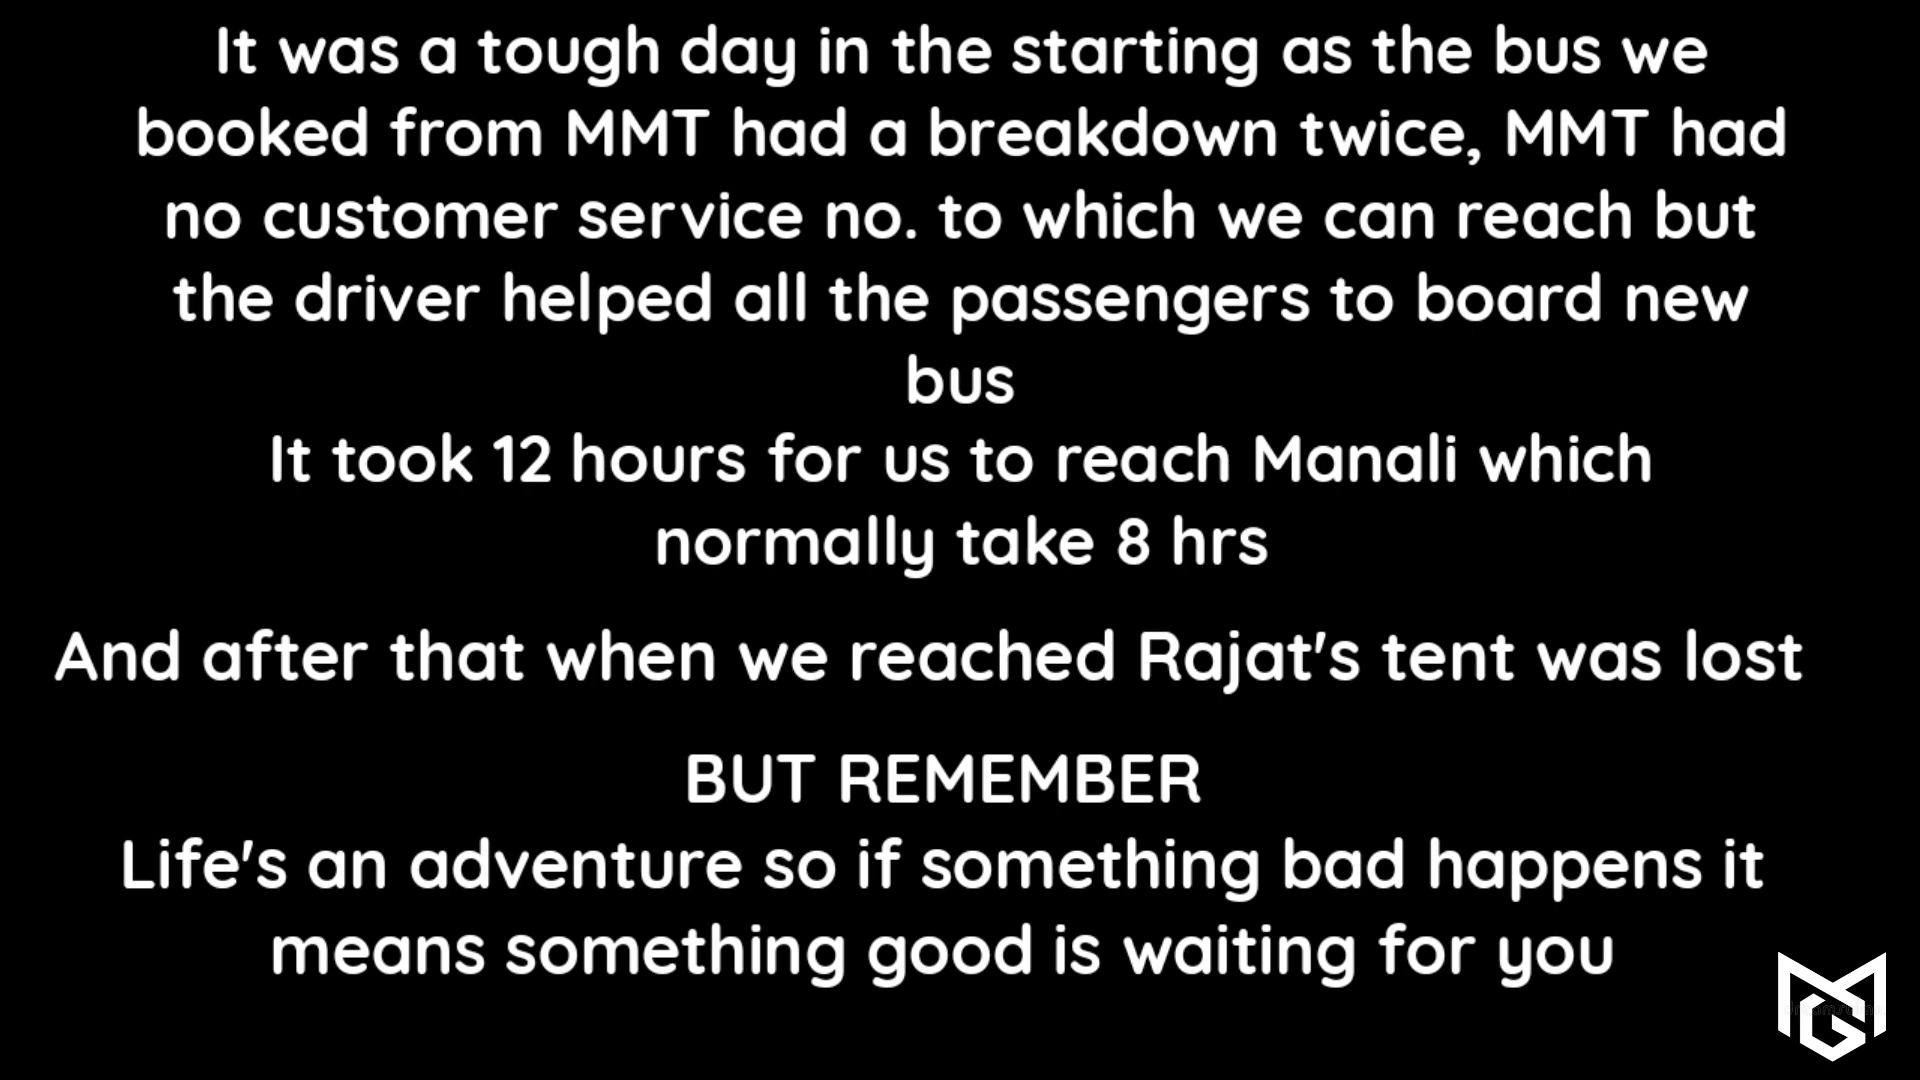 It was a tough day in the starting as the bus we
booked from MMT had a breakdown twice, MMT had
no customer service no. to which we can reach but
the driver helped all the passengers to board new
bus
It took 12 hours for us to reach Manali which
normally take 8 hrs
And after that when we reached Rajat's tent was lost
BUT REMEMBER
Life's an adventure so if something bad happens it
means something good is waiting for you